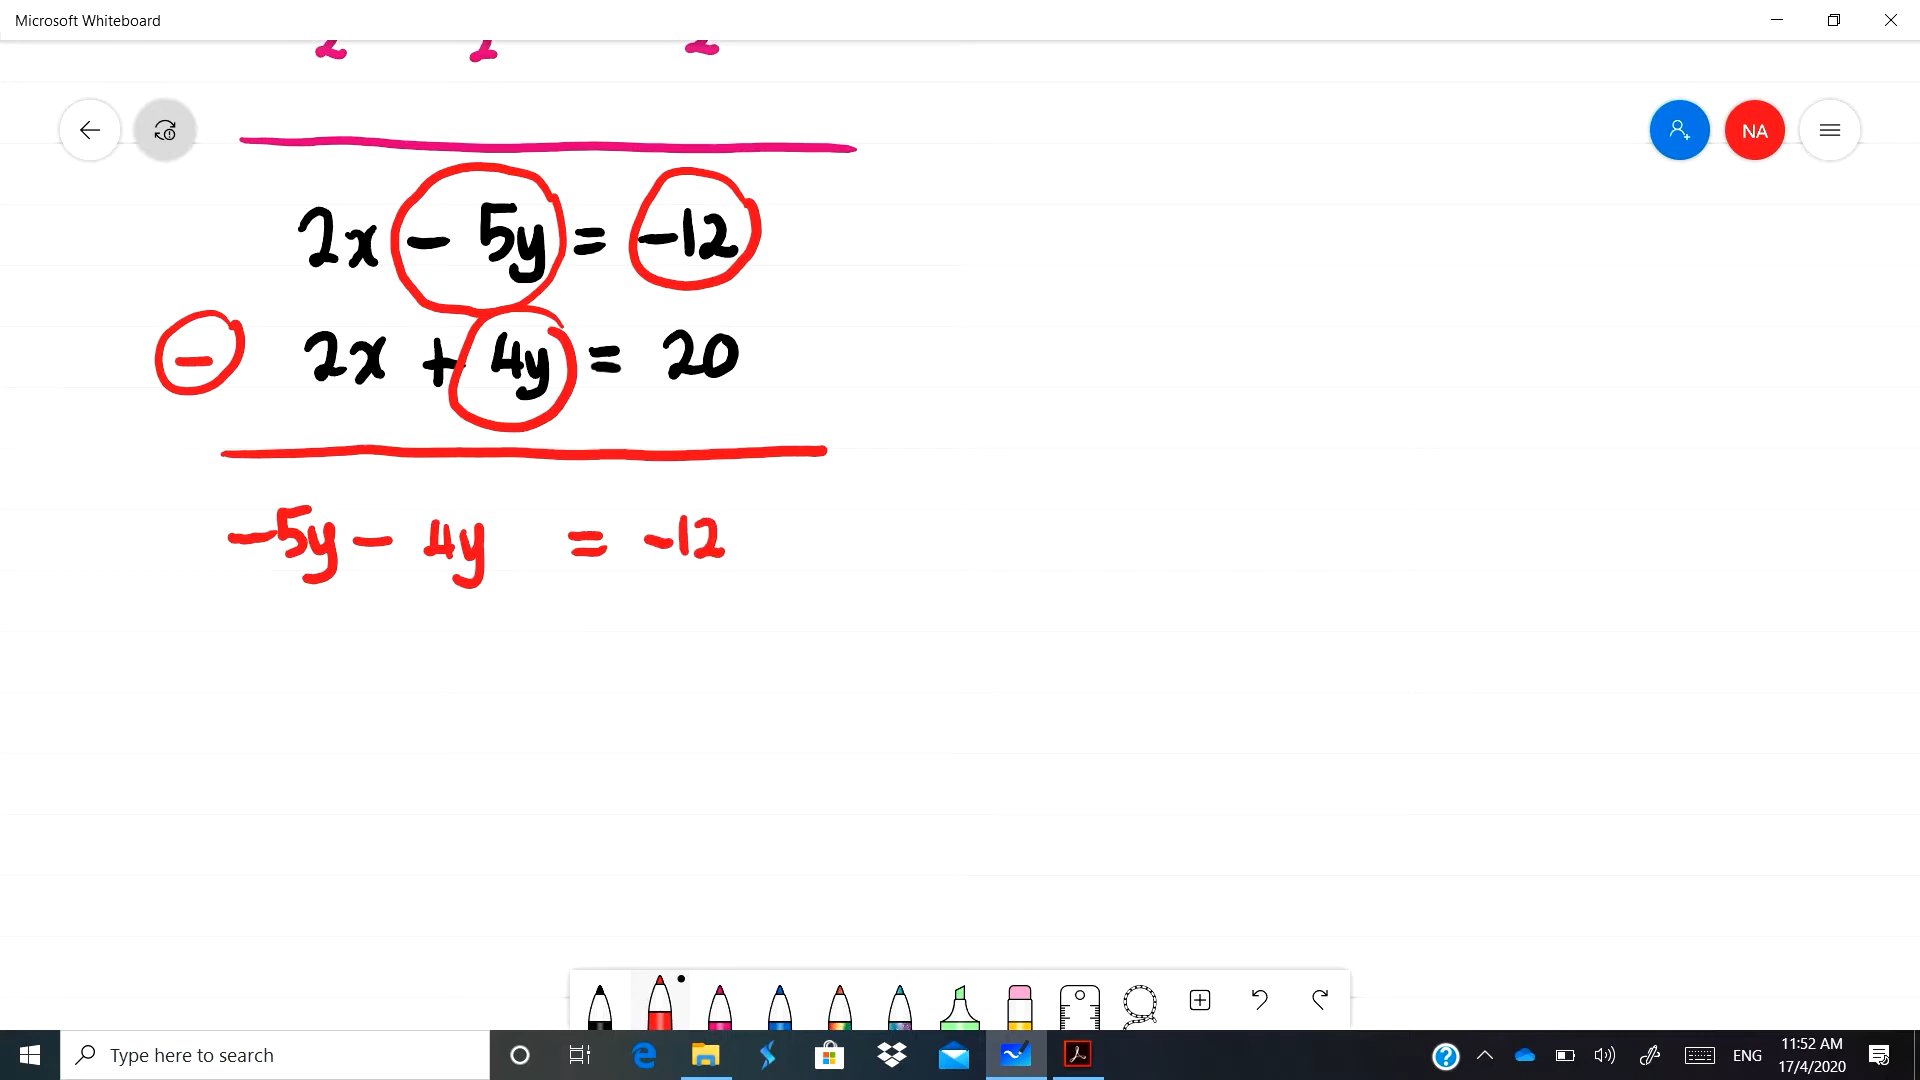 Microsoft Whiteboard
NA
2x - 5y = -12
- 2x + 4y = 20
-5y - 4y = -12
Type here to search
ENG
11:52 AM
17/4/2020